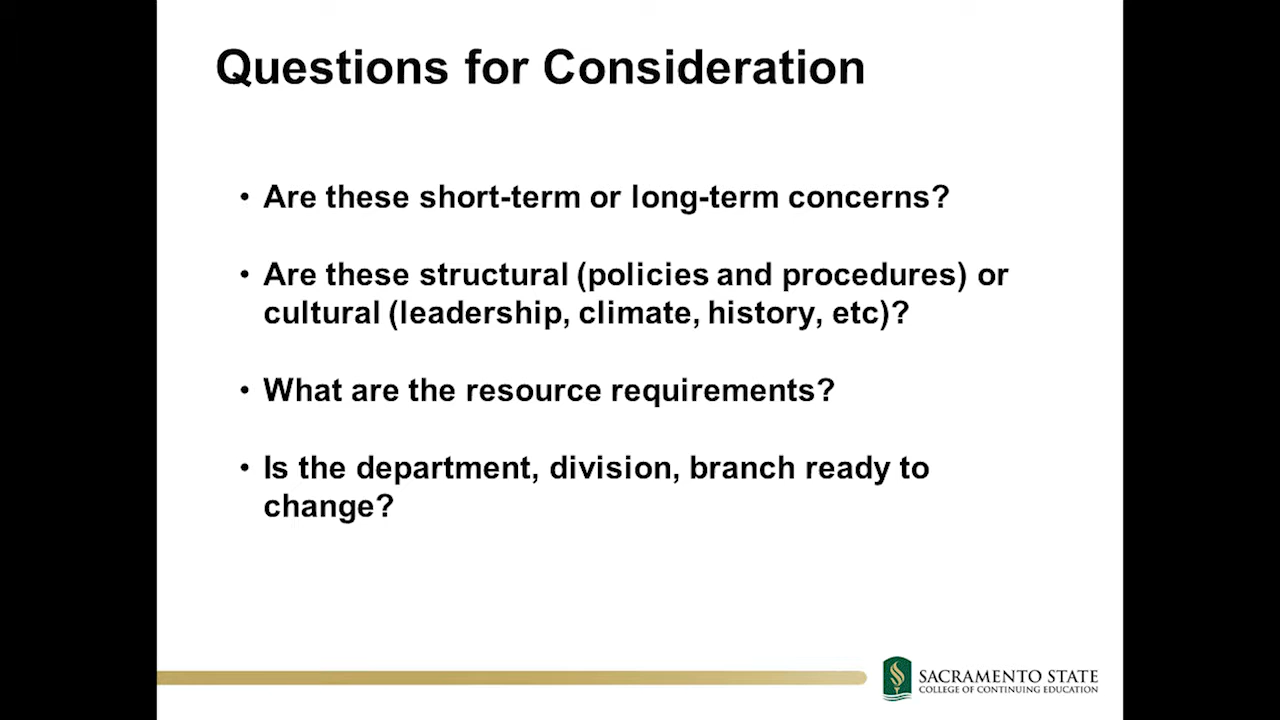 Questions for Consideration
• Are these short-term or long-term concerns?
• Are these structural (policies and procedures) or
cultural (leadership, climate, history, etc)?
• What are the resource requirements?
• Is the department, division, branch ready to
change?
SACRAMENTO STATE
COLLEGE OF CONTINUING EDUCATION